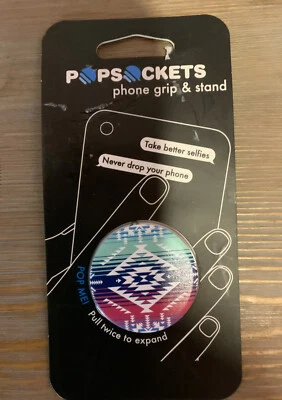 POPSOCKETS
phone grip & stand
Take better selfies
Never drop your phone
POP ME!
Pull twice to expand